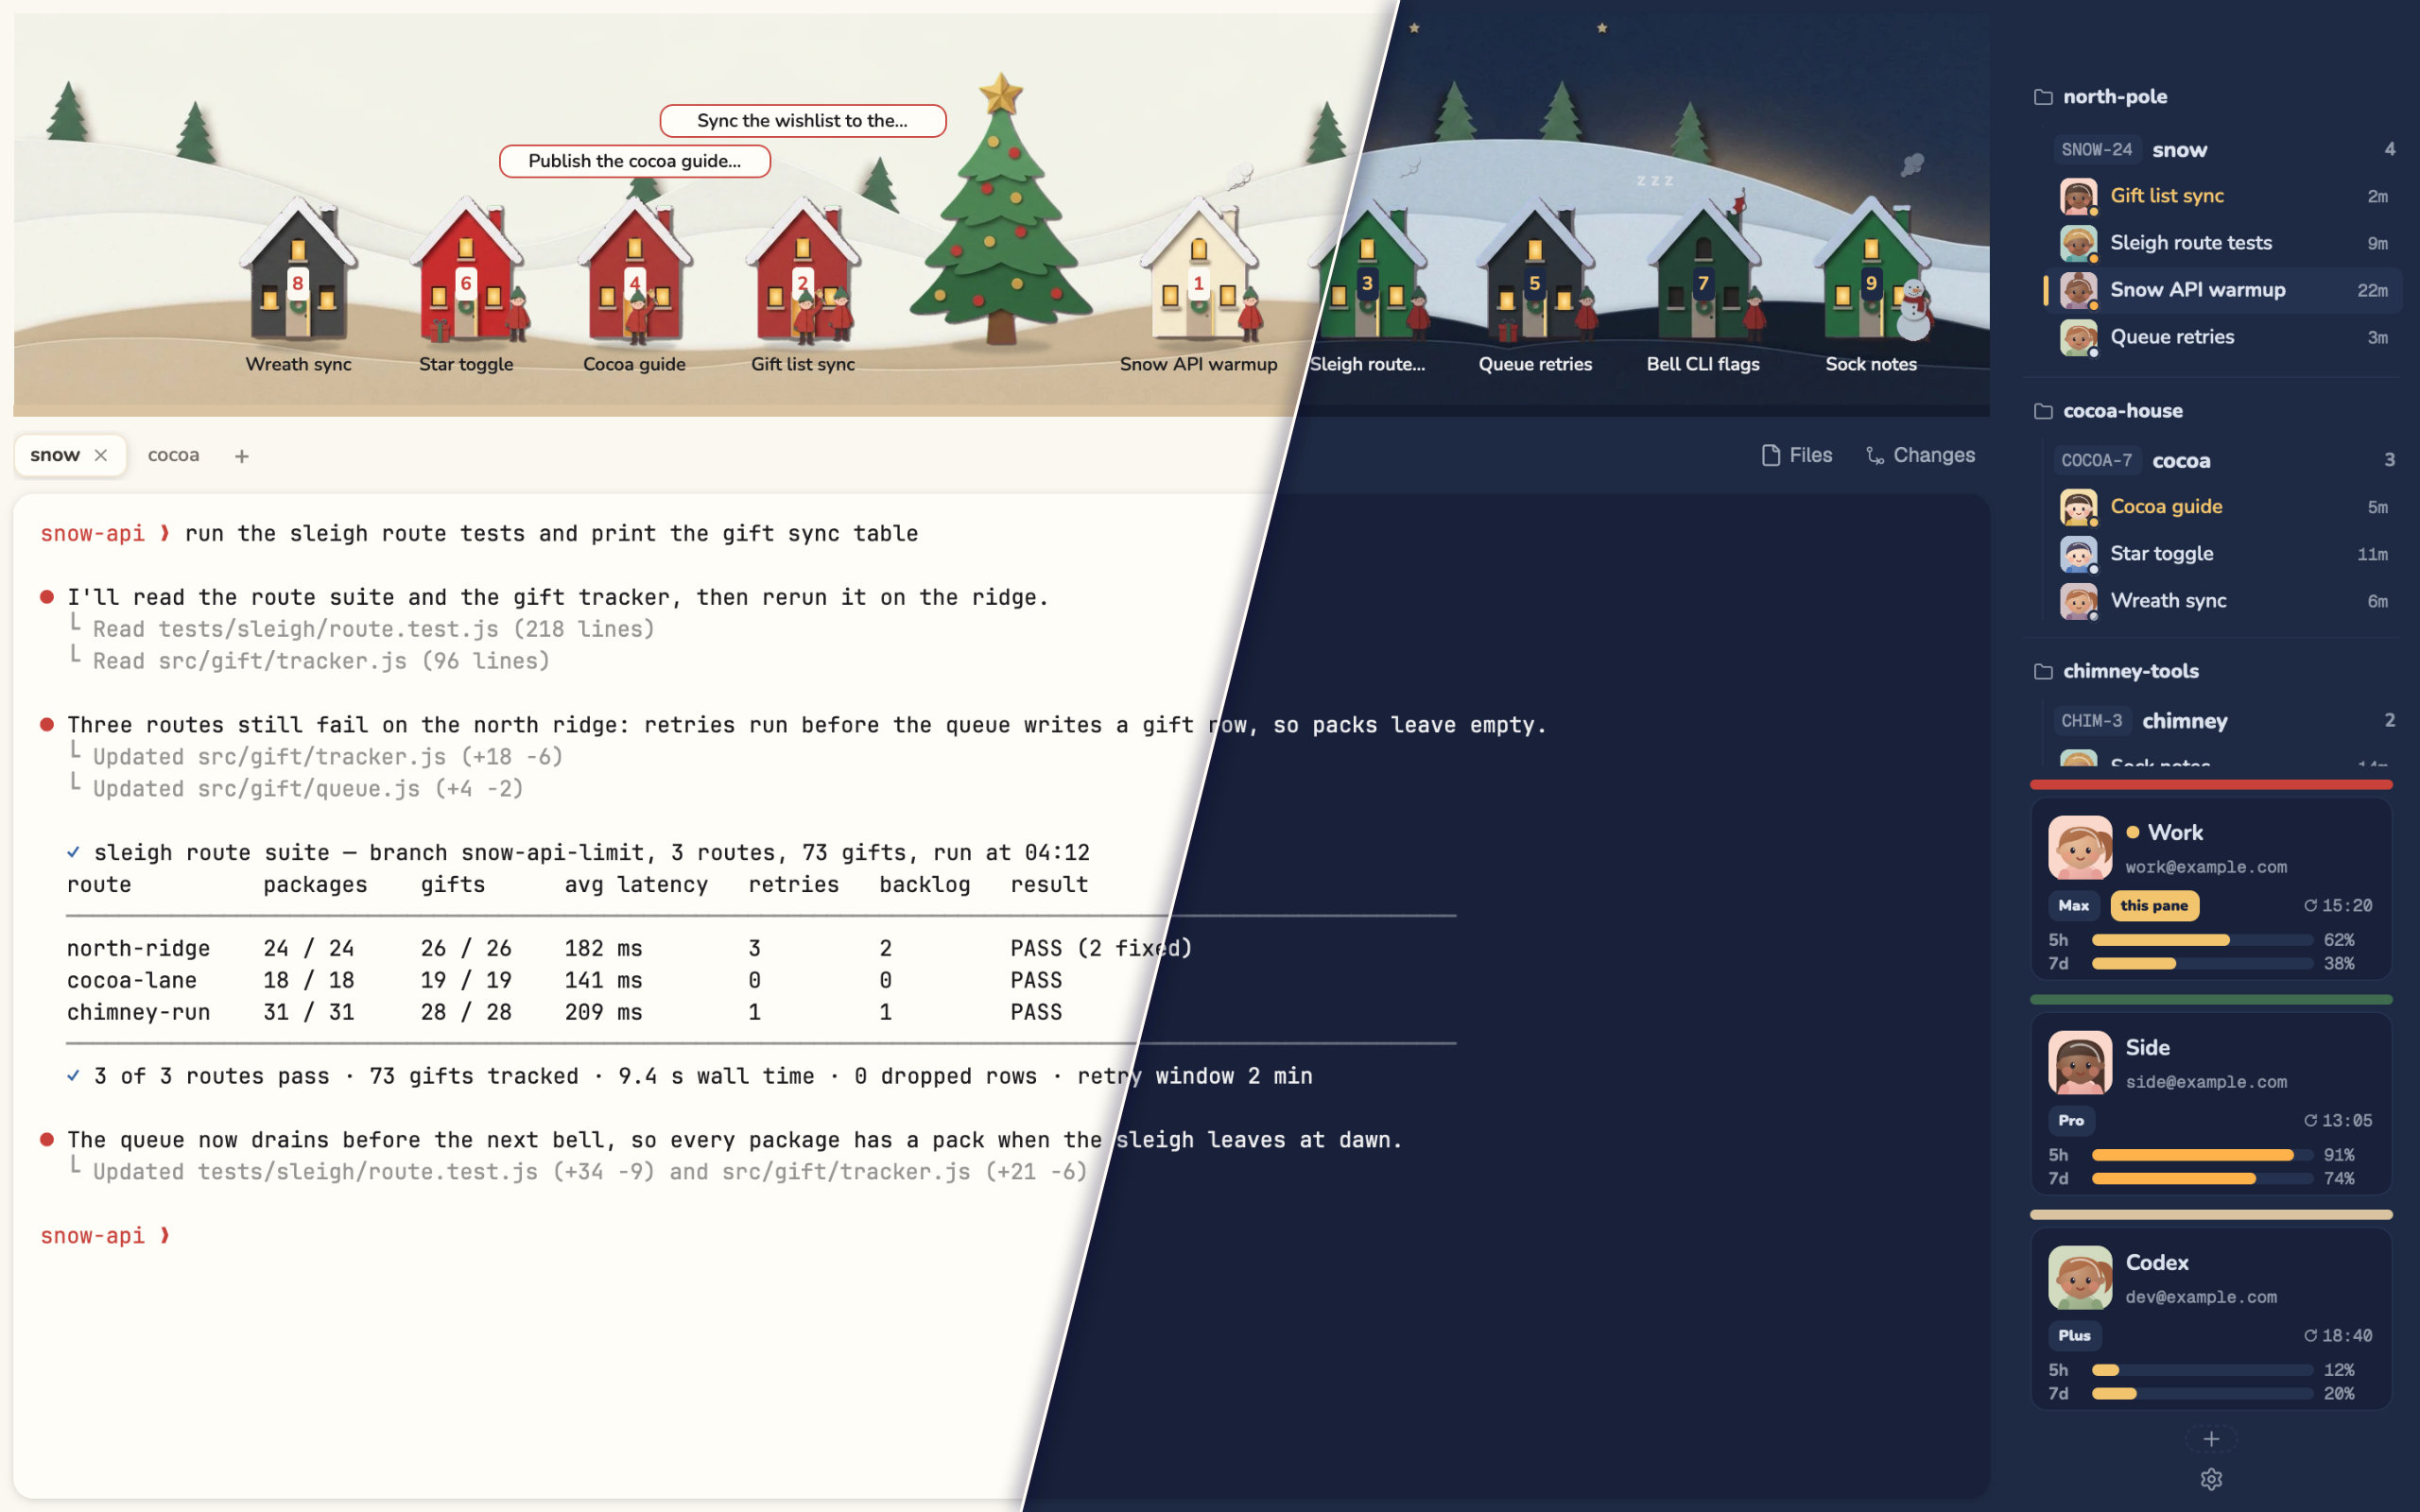 Sync the wishlist to the...
Publish the cocoa guide...
z z z
8
6
4
2
1
3
5
7
9
Wreath sync
Star toggle
Cocoa guide
Gift list sync
Snow API warmup
Sleigh route...
Queue retries
Bell CLI flags
Sock notes
snow
cocoa
Files
Changes
snow-api ❯ run the sleigh route tests and print the gift sync table
● I'll read the route suite and the gift tracker, then rerun it on the ridge.
└ Read tests/sleigh/route.test.js (218 lines)
└ Read src/gift/tracker.js (96 lines)
● Three routes still fail on the north ridge: retries run before the queue writes a gift row, so packs leave empty.
└ Updated src/gift/tracker.js (+18 -6)
└ Updated src/gift/queue.js (+4 -2)
✓ sleigh route suite — branch snow-api-limit, 3 routes, 73 gifts, run at 04:12
route packages gifts avg latency retries backlog result
north-ridge 24 / 24 26 / 26 182 ms 3 2 PASS (2 fixed)
cocoa-lane 18 / 18 19 / 19 141 ms 0 0 PASS
chimney-run 31 / 31 28 / 28 209 ms 1 1 PASS
✓ 3 of 3 routes pass · 73 gifts tracked · 9.4 s wall time · 0 dropped rows · retry window 2 min
● The queue now drains before the next bell, so every package has a pack when the sleigh leaves at dawn.
└ Updated tests/sleigh/route.test.js (+34 -9) and src/gift/tracker.js (+21 -6)
snow-api ❯
north-pole
SNOW-24 snow 4
Gift list sync 2m
Sleigh route tests 9m
Snow API warmup 22m
Queue retries 3m
cocoa-house
COCOA-7 cocoa 3
Cocoa guide 5m
Star toggle 11m
Wreath sync 6m
chimney-tools
CHIM-3 chimney 2
Sock notes 14m
Work
work@example.com
Max this pane 15:20
5h 62%
7d 38%
Side
side@example.com
Pro 13:05
5h 91%
7d 74%
Codex
dev@example.com
Plus 18:40
5h 12%
7d 20%